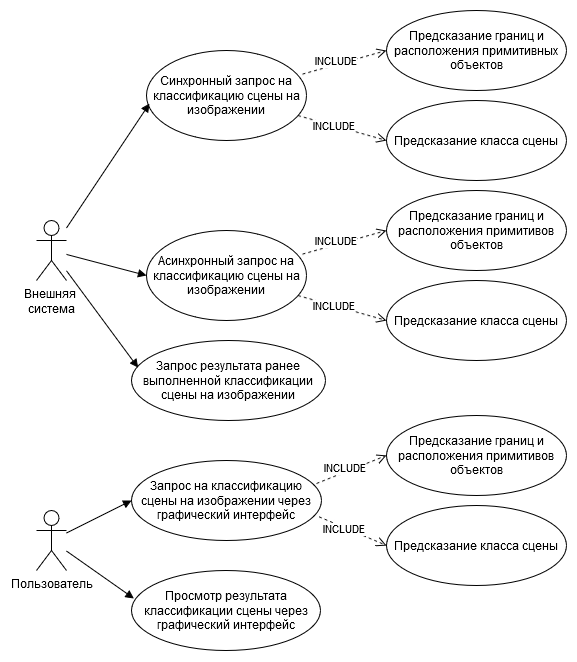 Предсказание границ и
расположения примитивных
объектов
INCLUDE
Синхронный запрос на
классификацию сцены на
изображении
INCLUDE
Предсказание класса сцены
Предсказание границ и
расположения примитивов
объектов
INCLUDE
Асинхронный запрос на
классификацию сцены на
изображении
INCLUDE
Предсказание класса сцены
Внешняя
система
Запрос результата ранее
выполненной классификации
сцены на изображении
Предсказание границ и
расположения примитивов
объектов
INCLUDE
Запрос на классификацию
сцены на изображении через
графический интерфейс
INCLUDE
Предсказание класса сцены
Пользователь
Просмотр результата
классификации сцены через
графический интерфейс